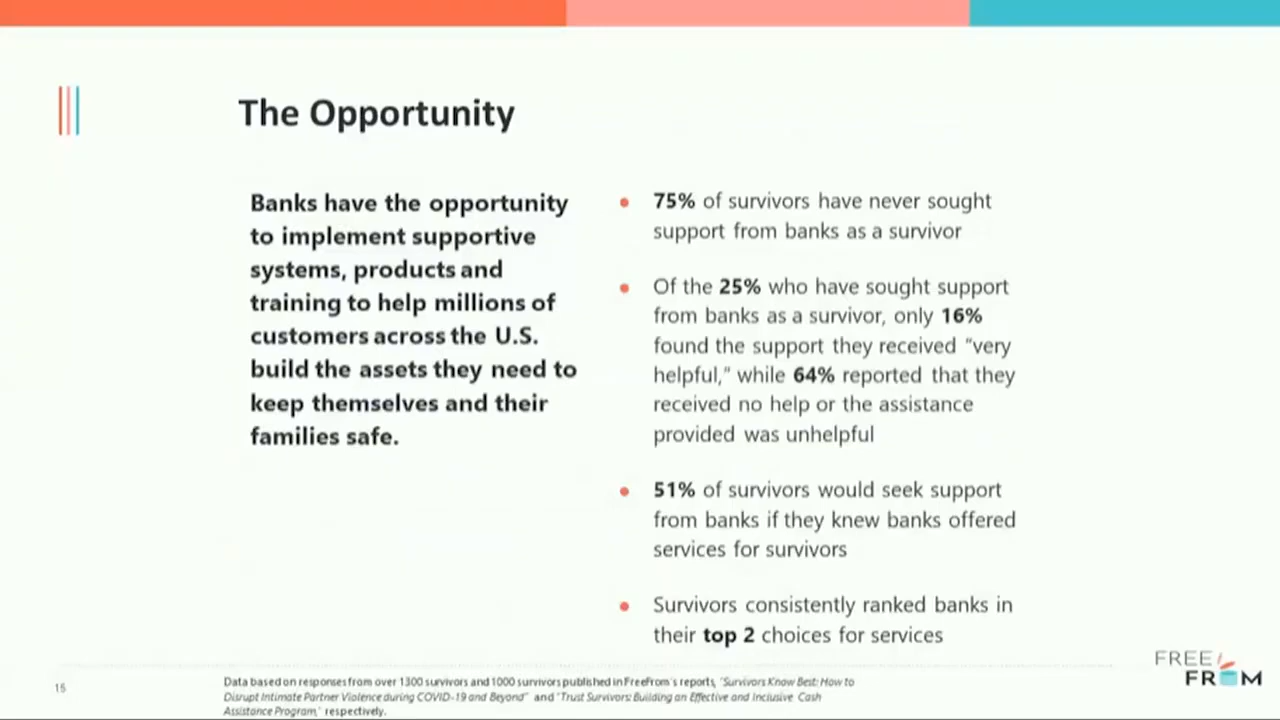 The Opportunity
Banks have the opportunity
to implement supportive
systems, products and
training to help millions of
customers across the U.S.
build the assets they need to
keep themselves and their
families safe.
75% of survivors have never sought
support from banks as a survivor
Of the 25% who have sought support
from banks as a survivor, only 16%
found the support they received "very
helpful," while 64% reported that they
received no help or the assistance
provided was unhelpful
51% of survivors would seek support
from banks if they knew banks offered
services for survivors
Survivors consistently ranked banks in
their top 2 choices for services
15
Data based on responses from over 1300 survivors and 1000 survivors published in FreeFrom's reports, "Survivors Know Best: How to
Disrupt Intimate Partner Violence during COVID-19 and Beyond" and "Trust Survivors: Building an Effective and Inclusive Cash
Assistance Program," respectively.
FREE
FROM